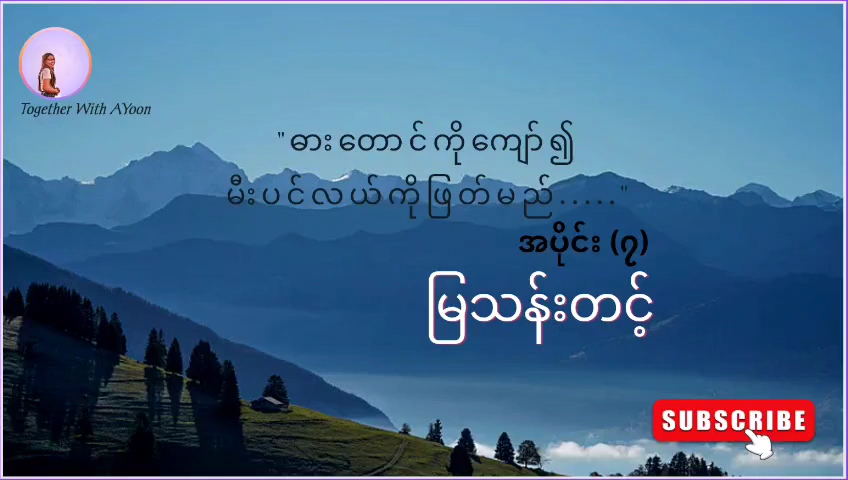 Together With AYoon
"ဓားတောင်ကိုကျော်၍
မီးပင်လယ်ကိုဖြတ်မည်....."
အပိုင်း (၇)
မြသန်းတင့်
SUBSCRIBE